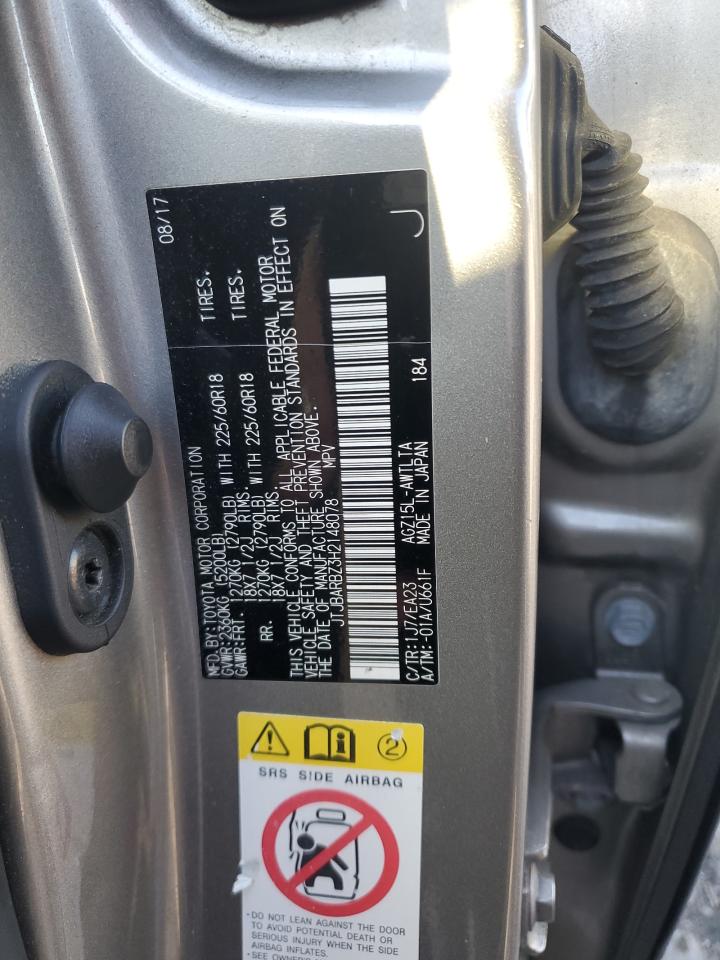 08/17
MFD.BY:TOYOTA MOTOR CORPORATION
GVWR:2360KG (5200LB)
GAWR:FRT. 1270KG (2790LB) WITH 225/60R18 TIRES.
18X7 1/2J RIMS.
RR. 1270KG (2790LB) WITH 225/60R18 TIRES.
18X7 1/2J RIMS.
THIS VEHICLE CONFORMS TO ALL APPLICABLE FEDERAL MOTOR
VEHICLE SAFETY AND THEFT PREVENTION STANDARDS IN EFFECT ON
THE DATE OF MANUFACTURE SHOWN ABOVE.
JTJBARBZ3H2148078 MPV
C/TR:1J7/EA23 AGZ15L-AWTLTA 184
A/TM:-01A/U661F MADE IN JAPAN
J
2
SRS SIDE AIRBAG
•DO NOT LEAN AGAINST THE DOOR
TO AVOID POTENTIAL DEATH OR
SERIOUS INJURY WHEN THE SIDE
AIRBAG INFLATES.
•SEE OWNER'S